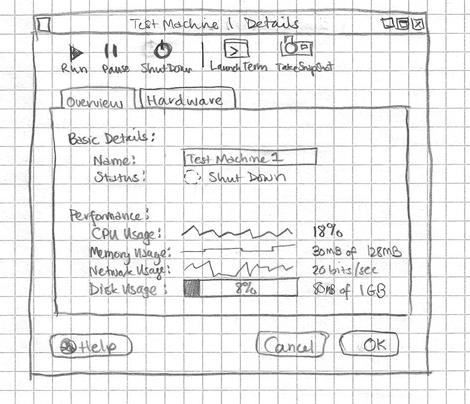 Test Machine 1 Details
Run Pause Shut Down Launch Term Take Snapshot
Overview Hardware
Basic Details:
Name: Test Machine 1
Status: Shut Down
Performance:
CPU Usage: 18%
Memory Usage: 30MB of 128MB
Network Usage: 20 bits/sec
Disk Usage: 8% 80MB of 1GB
Help Cancel OK